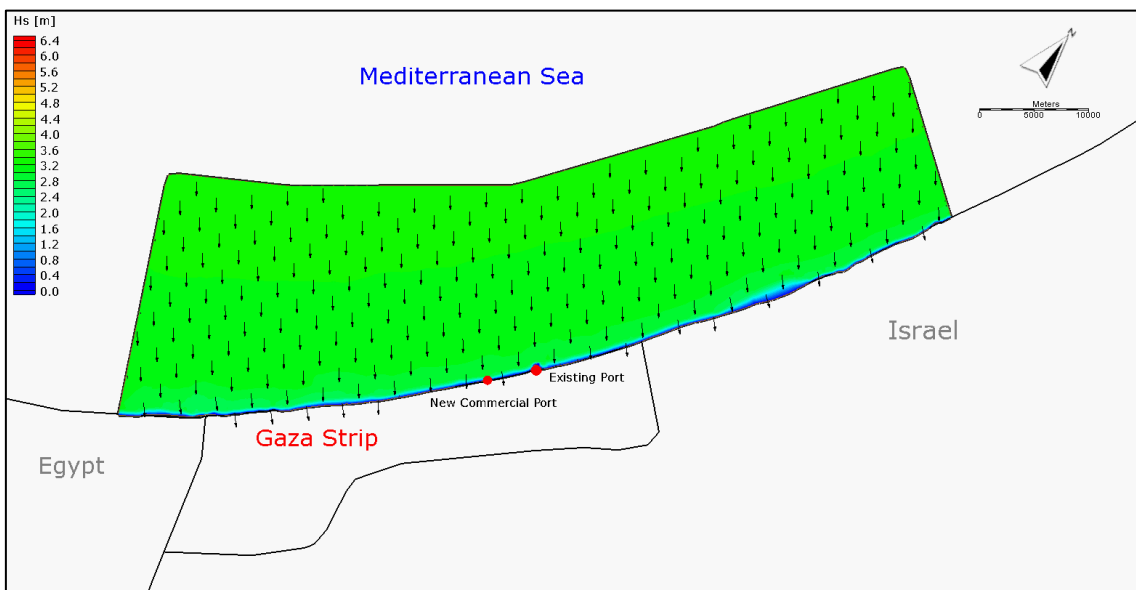 Hs [m]
6.4
6.0
5.6
5.2
4.8
4.4
4.0
3.6
3.2
2.8
2.4
2.0
1.6
1.2
0.8
0.4
0.0
Mediterranean Sea
N
Meters
0 5000 10000
Israel
Existing Port
New Commercial Port
Gaza Strip
Egypt